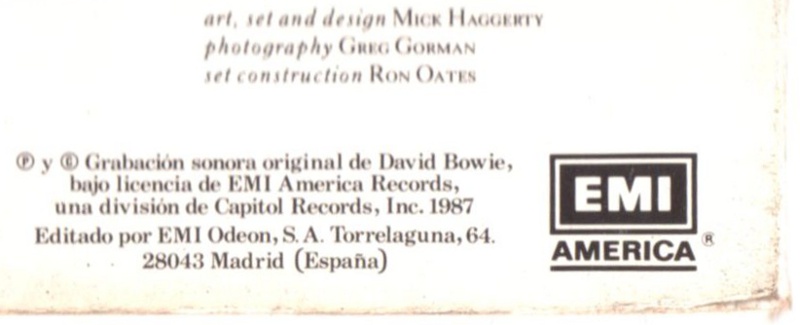 art, set and design MICK HAGGERTY
photography GREG GORMAN
set construction RON OATES
℗ y © Grabación sonora original de David Bowie,
bajo licencia de EMI America Records,
una división de Capitol Records, Inc. 1987
Editado por EMI Odeon, S. A. Torrelaguna, 64.
28043 Madrid (España)
EMI
AMERICA ®